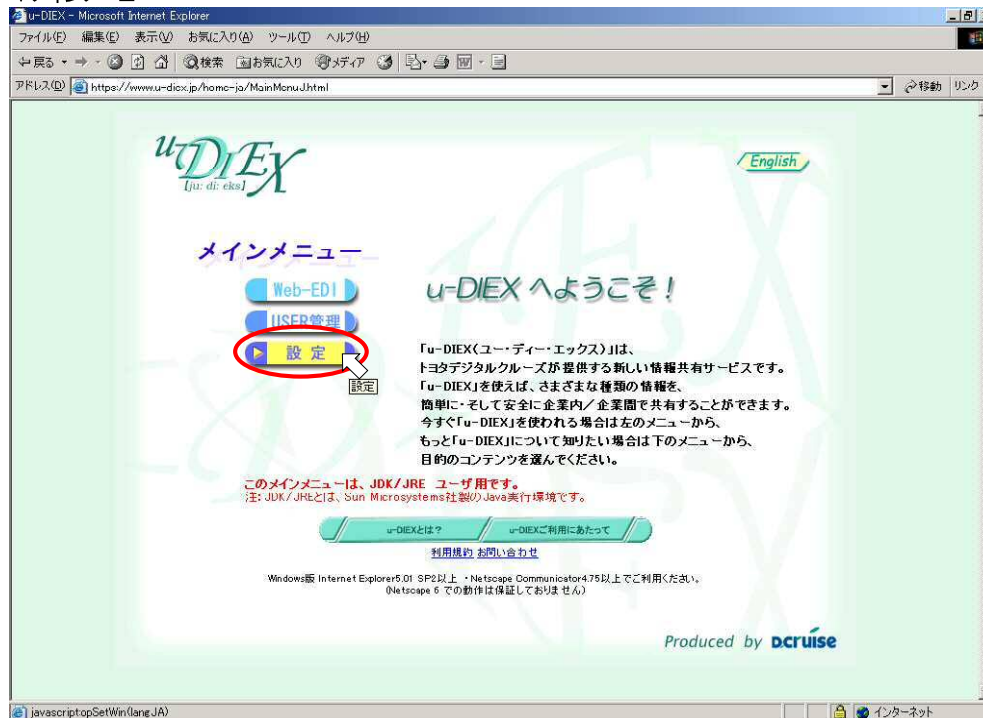 u-DIEX - Microsoft Internet Explorer
ファイル(F) 編集(E) 表示(V) お気に入り(A) ツール(T) ヘルプ(H)
戻る 検索 お気に入り メディア
アドレス(D) https://www.u-diex.jp/home-ja/MainMenuJ.html 移動 リンク
u-DIEX
[ju: di: eks]
English
メインメニュー
Web-EDI
USER管理
設定
設定
u-DIEX へようこそ!
「u-DIEX(ユー・ディー・エックス)」は、
トヨタデジタルクルーズが提供する新しい情報共有サービスです。
「u-DIEX」を使えば、さまざまな種類の情報を、
簡単に・そして安全に企業内/企業間で共有することができます。
今すぐ「u-DIEX」を使われる場合は左のメニューから、
もっと「u-DIEX」について知りたい場合は下のメニューから、
目的のコンテンツを選んでください。
このメインメニューは、JDK/JRE ユーザ用です。
注: JDK/JREとは、Sun Microsystems社製のJava実行環境です。
u-DIEXとは? u-DIEXご利用にあたって
利用規約 お問い合わせ
Windows版 Internet Explorer5.01 SP2以上 ・Netscape Communicator4.75以上でご利用ください。
(Netscape 6 での動作は保証しておりません)
Produced by D.cruise
javascript:opSetWin(lang,JA) インターネット